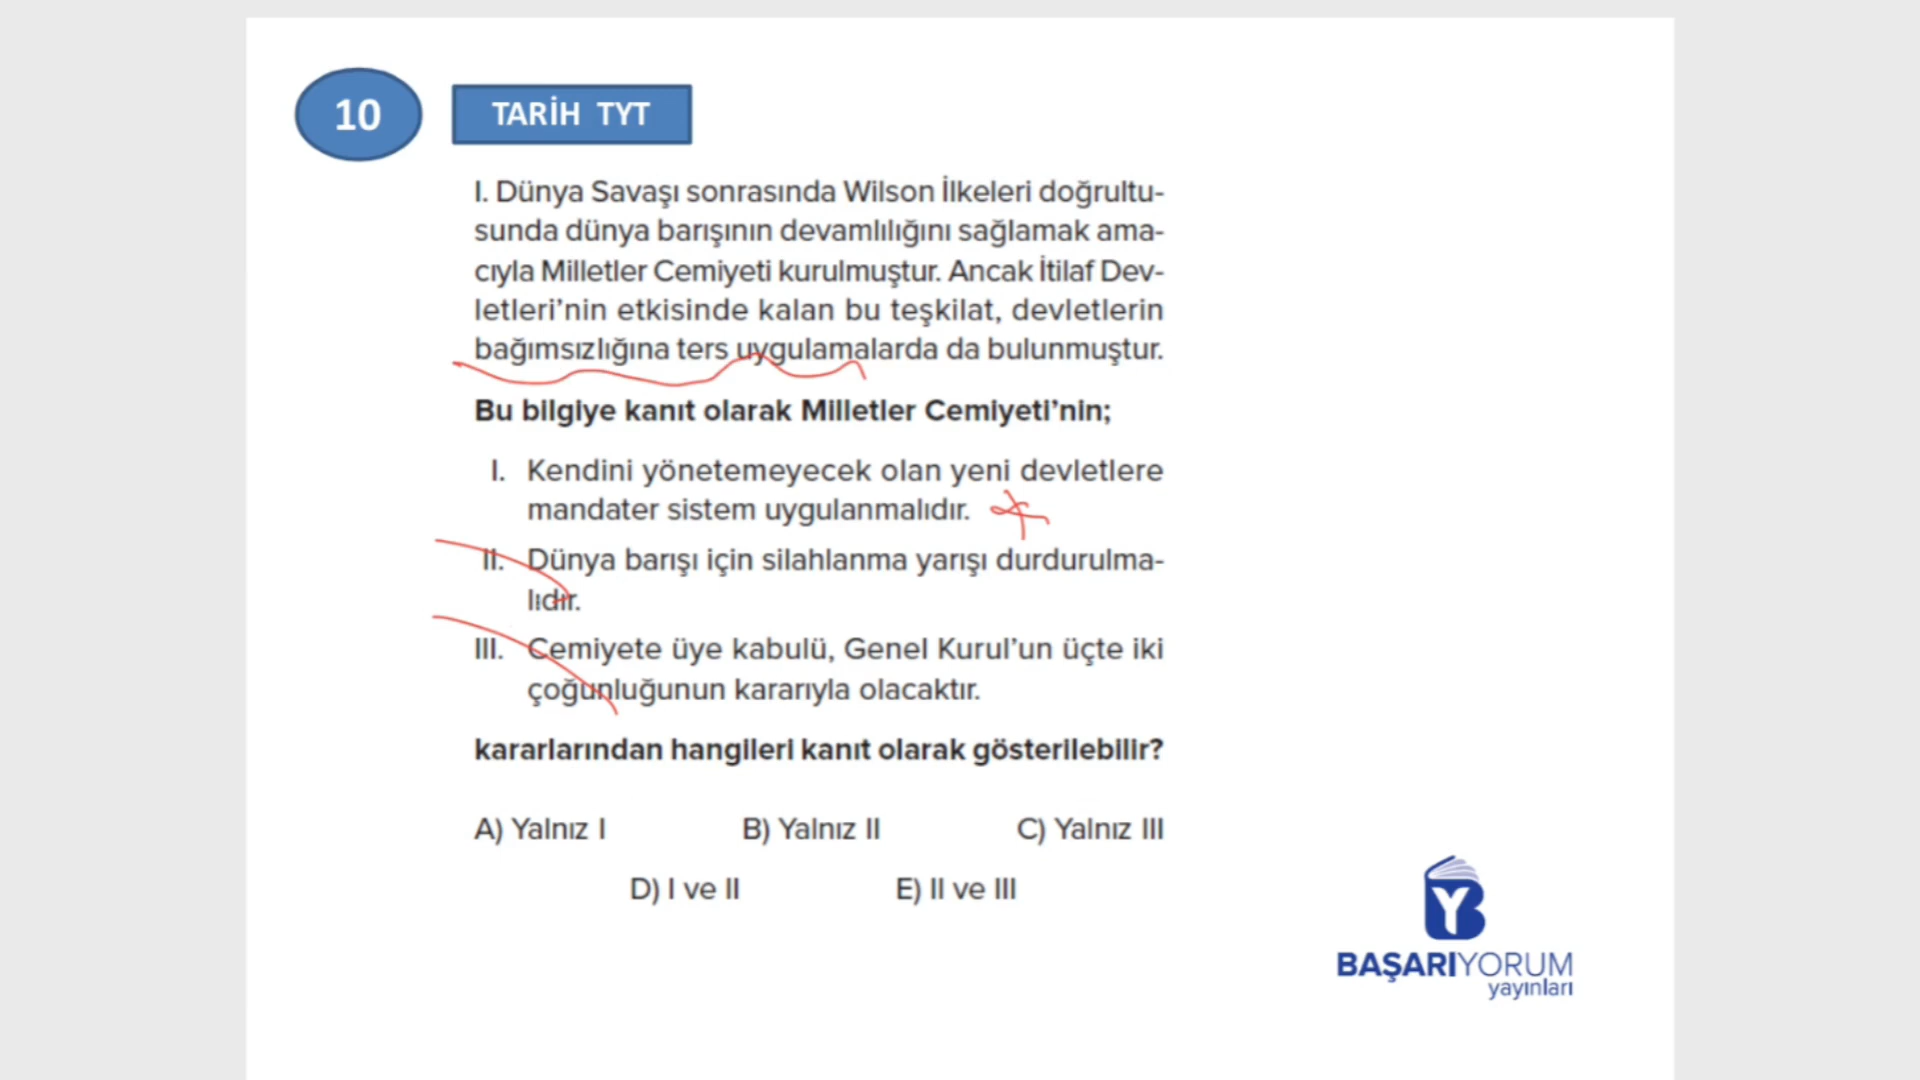 10
TARİH TYT
I. Dünya Savaşı sonrasında Wilson İlkeleri doğrultu-
sunda dünya barışının devamlılığını sağlamak ama-
cıyla Milletler Cemiyeti kurulmuştur. Ancak İtilaf Dev-
letleri'nin etkisinde kalan bu teşkilat, devletlerin
bağımsızlığına ters uygulamalarda da bulunmuştur.
Bu bilgiye kanıt olarak Milletler Cemiyeti'nin;
I. Kendini yönetemeyecek olan yeni devletlere
mandater sistem uygulanmalıdır.
II. Dünya barışı için silahlanma yarışı durdurulma-
lıdır.
III. Cemiyete üye kabulü, Genel Kurul'un üçte iki
çoğunluğunun kararıyla olacaktır.
kararlarından hangileri kanıt olarak gösterilebilir?
A) Yalnız I B) Yalnız II C) Yalnız III
D) I ve II E) II ve III
BAŞARIYORUM
yayınları